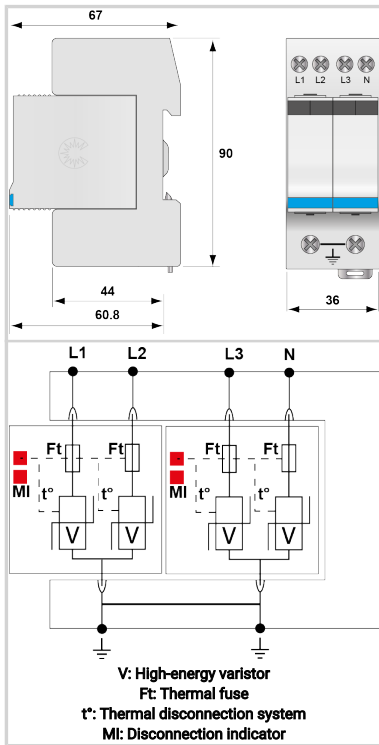 67
L1 L2 L3 N
90
44
60.8
36
L1 L2 L3 N
Ft Ft Ft Ft
MI t° t° MI t° t°
V V V V
V: High-energy varistor
Ft: Thermal fuse
t°: Thermal disconnection system
MI: Disconnection indicator